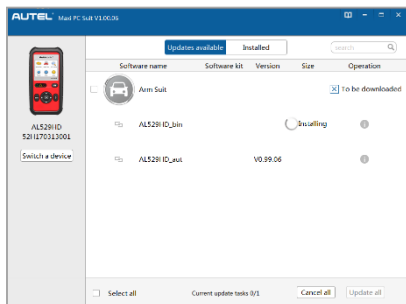 AUTEL Maxi PC Suit V1.00.06
Updates available Installed
search
Software name Software kit Version Size Operation
Arm Suit To be downloaded
AL529HD_bin Installing
AL529HD_aut V0.99.06
AL529HD
52H170313001
Switch a device
Select all Current update tasks 0/1 Cancel all Update all